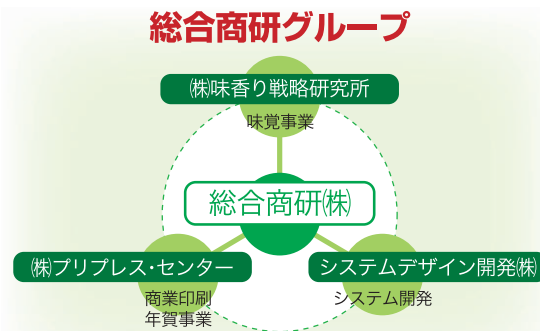 総合商研グループ
㈱味香り戦略研究所
味覚事業
総合商研㈱
㈱プリプレス・センター
商業印刷
年賀事業
システムデザイン開発㈱
システム開発